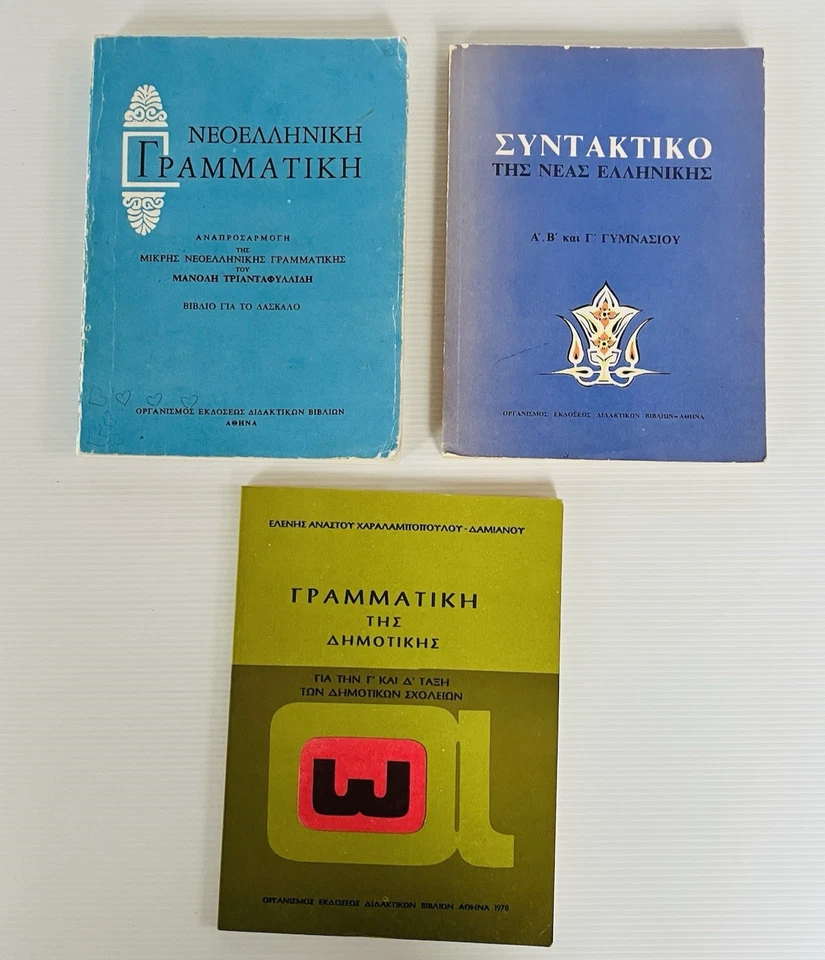 ΝΕΟΕΛΛΗΝΙΚΗ
ΓΡΑΜΜΑΤΙΚΗ
ΑΝΑΠΡΟΣΑΡΜΟΓΗ
ΤΗΣ
ΜΙΚΡΗΣ ΝΕΟΕΛΛΗΝΙΚΗΣ ΓΡΑΜΜΑΤΙΚΗΣ
ΤΟΥ
ΜΑΝΟΛΗ ΤΡΙΑΝΤΑΦΥΛΛΙΔΗ
ΒΙΒΛΙΟ ΓΙΑ ΤΟ ΔΑΣΚΑΛΟ
ΟΡΓΑΝΙΣΜΟΣ ΕΚΔΟΣΕΩΣ ΔΙΔΑΚΤΙΚΩΝ ΒΙΒΛΙΩΝ
ΑΘΗΝΑ
ΣΥΝΤΑΚΤΙΚΟ
ΤΗΣ ΝΕΑΣ ΕΛΛΗΝΙΚΗΣ
Α΄, Β΄ και Γ΄ ΓΥΜΝΑΣΙΟΥ
ΟΡΓΑΝΙΣΜΟΣ ΕΚΔΟΣΕΩΣ ΔΙΔΑΚΤΙΚΩΝ ΒΙΒΛΙΩΝ–ΑΘΗΝΑ
ΕΛΕΝΗΣ ΑΝΑΣΤΟΥ ΧΑΡΑΛΑΜΠΟΠΟΥΛΟΥ - ΔΑΜΙΑΝΟΥ
ΓΡΑΜΜΑΤΙΚΗ
ΤΗΣ
ΔΗΜΟΤΙΚΗΣ
ΓΙΑ ΤΗΝ Γ΄ ΚΑΙ Δ΄ ΤΑΞΗ
ΤΩΝ ΔΗΜΟΤΙΚΩΝ ΣΧΟΛΕΙΩΝ
α
ω
ΟΡΓΑΝΙΣΜΟΣ ΕΚΔΟΣΕΩΣ ΔΙΔΑΚΤΙΚΩΝ ΒΙΒΛΙΩΝ ΑΘΗΝΑ 1978